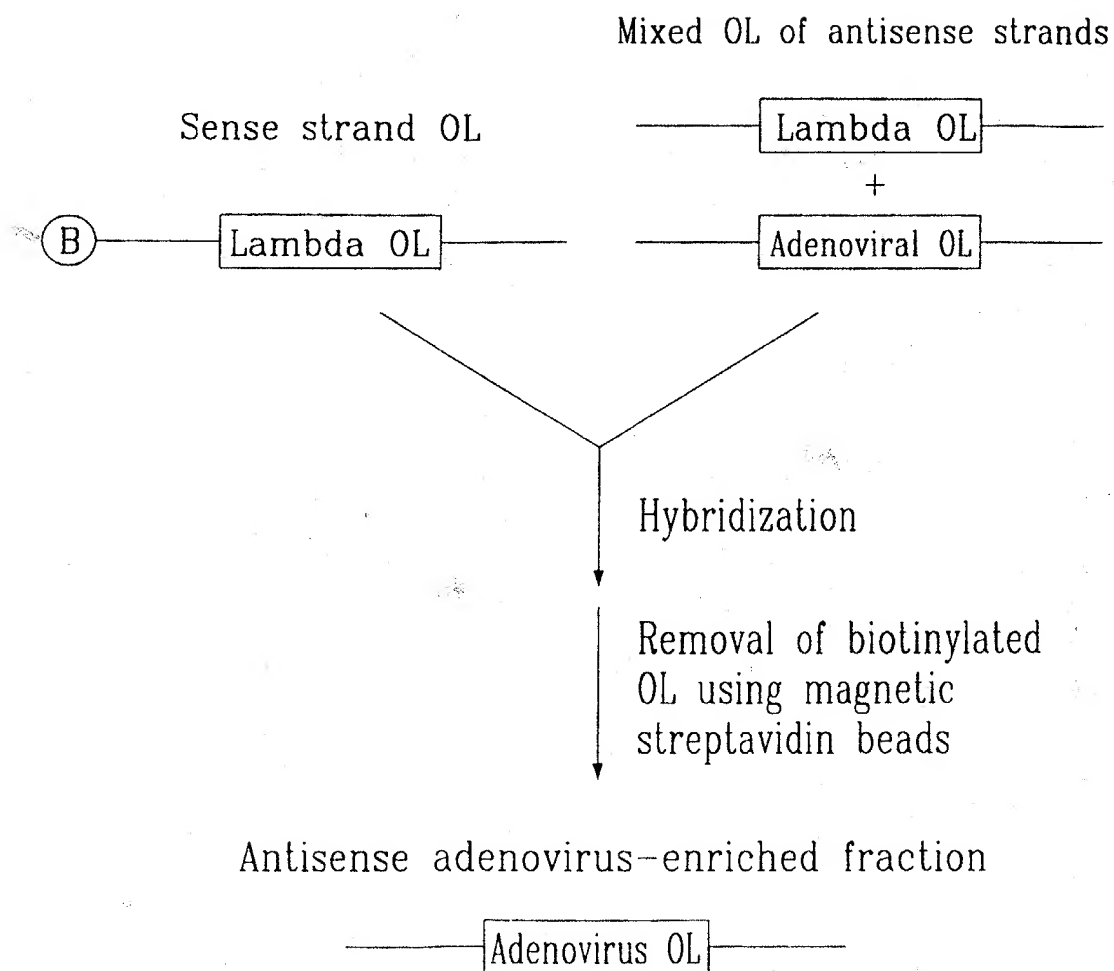 Mixed OL of antisense strands
Sense strand OL
Lambda OL
+
B
Lambda OL
Adenoviral OL
Hybridization
Removal of biotinylated
OL using magnetic
streptavidin beads
Antisense adenovirus-enriched fraction
Adenovirus OL